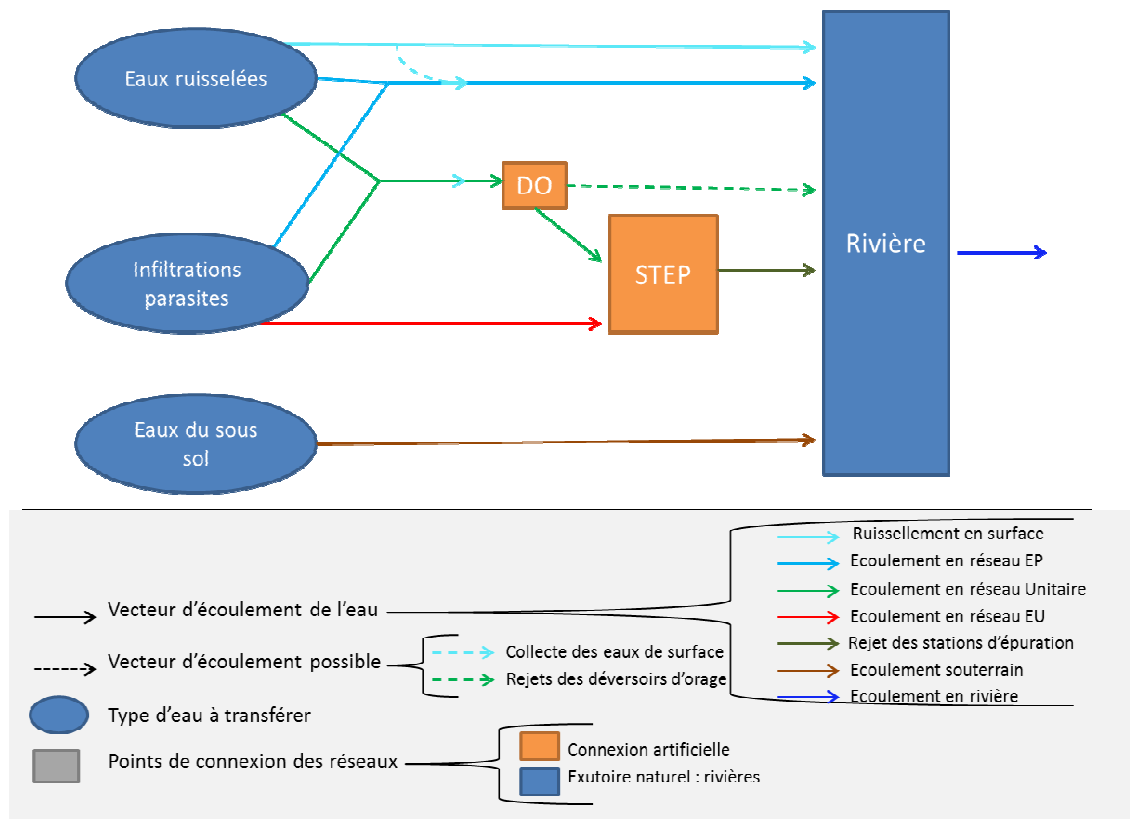 Eaux ruisselées
DO
Rivière
Infiltrations
parasites
STEP
Eaux du sous
sol
Ruissellement en surface
Ecoulement en réseau EP
Ecoulement en réseau Unitaire
Vecteur d'écoulement de l'eau
Ecoulement en réseau EU
Rejet des stations d'épuration
Vecteur d'écoulement possible
Collecte des eaux de surface
Ecoulement souterrain
Rejets des déversoirs d'orage
Ecoulement en rivière
Type d'eau à transférer
Points de connexion des réseaux
Connexion artificielle
Exutoire naturel : rivières